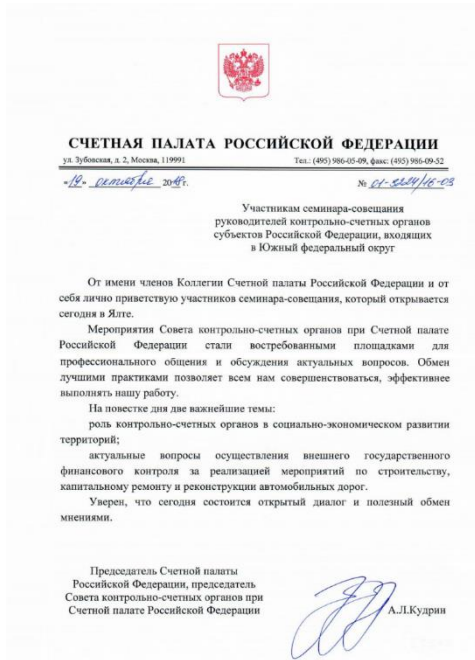 СЧЕТНАЯ ПАЛАТА РОССИЙСКОЙ ФЕДЕРАЦИИ
ул. Зубовская, д. 2, Москва, 119991 Тел.: (495) 986-05-09, факс: (495) 986-09-52
«19» октября 2018г. № 01-3224/16-03
Участникам семинара-совещания
руководителей контрольно-счетных органов
субъектов Российской Федерации, входящих
в Южный федеральный округ
От имени членов Коллегии Счетной палаты Российской Федерации и от
себя лично приветствую участников семинара-совещания, который открывается
сегодня в Ялте.
Мероприятия Совета контрольно-счетных органов при Счетной палате
Российской Федерации стали востребованными площадками для
профессионального общения и обсуждения актуальных вопросов. Обмен
лучшими практиками позволяет всем нам совершенствоваться, эффективнее
выполнять нашу работу.
На повестке дня две важнейшие темы:
роль контрольно-счетных органов в социально-экономическом развитии
территорий;
актуальные вопросы осуществления внешнего государственного
финансового контроля за реализацией мероприятий по строительству,
капитальному ремонту и реконструкции автомобильных дорог.
Уверен, что сегодня состоится открытый диалог и полезный обмен
мнениями.
Председатель Счетной палаты
Российской Федерации, председатель
Совета контрольно-счетных органов при
Счетной палате Российской Федерации А.Л.Кудрин